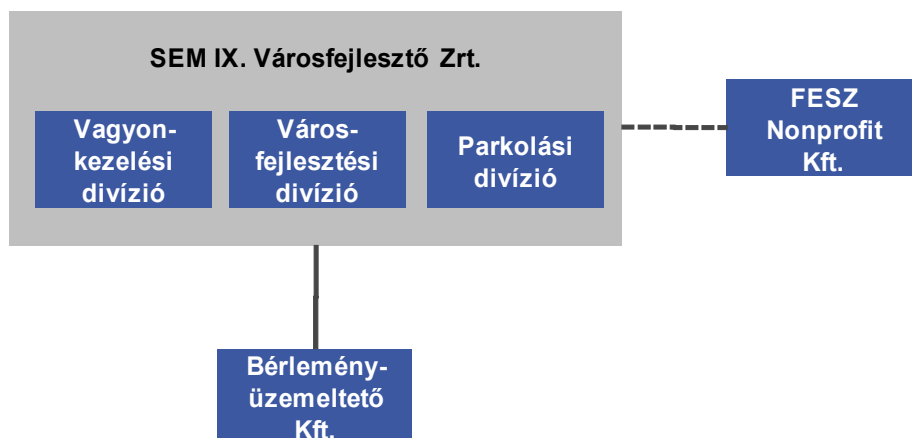 SEM IX. Városfejlesztő Zrt.
Vagyon-
kezelési
divízió
Város-
fejlesztési
divízió
Parkolási
divízió
FESZ
Nonprofit
Kft.
Bérlemény-
üzemeltető
Kft.